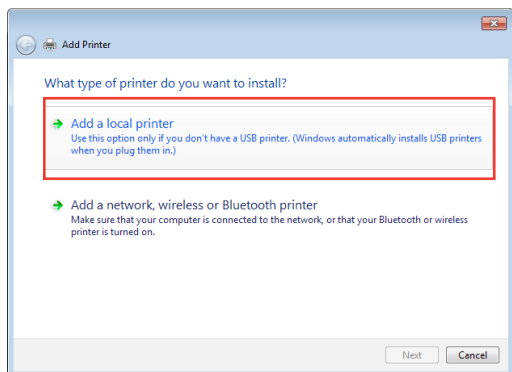 Add Printer
What type of printer do you want to install?
Add a local printer
Use this option only if you don't have a USB printer. (Windows automatically installs USB printers
when you plug them in.)
Add a network, wireless or Bluetooth printer
Make sure that your computer is connected to the network, or that your Bluetooth or wireless
printer is turned on.
Next Cancel